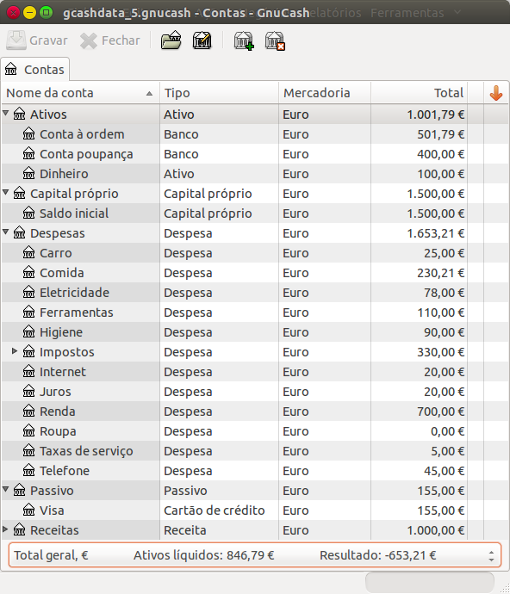 gcashdata_5.gnucash - Contas - GnuCash
Gravar Fechar
Contas
Nome da conta Tipo Mercadoria Total
Ativos Ativo Euro 1.001,79 €
Conta à ordem Banco Euro 501,79 €
Conta poupança Banco Euro 400,00 €
Dinheiro Ativo Euro 100,00 €
Capital próprio Capital próprio Euro 1.500,00 €
Saldo inicial Capital próprio Euro 1.500,00 €
Despesas Despesa Euro 1.653,21 €
Carro Despesa Euro 25,00 €
Comida Despesa Euro 230,21 €
Eletricidade Despesa Euro 78,00 €
Ferramentas Despesa Euro 110,00 €
Higiene Despesa Euro 90,00 €
Impostos Despesa Euro 330,00 €
Internet Despesa Euro 20,00 €
Juros Despesa Euro 20,00 €
Renda Despesa Euro 700,00 €
Roupa Despesa Euro 0,00 €
Taxas de serviço Despesa Euro 5,00 €
Telefone Despesa Euro 45,00 €
Passivo Passivo Euro 155,00 €
Visa Cartão de crédito Euro 155,00 €
Receitas Receita Euro 1.000,00 €
Total geral, € Ativos líquidos: 846,79 € Resultado: -653,21 €